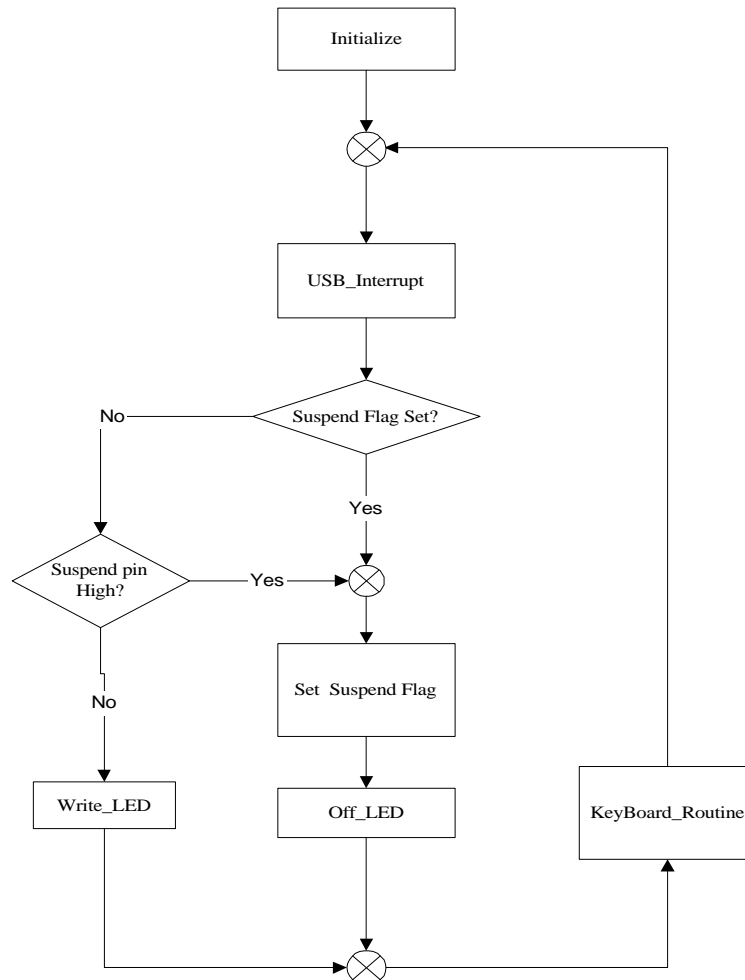 Initialize
USB_Interrupt
Suspend Flag Set?
No
Yes
Suspend pin
High?
Yes
Set  Suspend Flag
No
Write_LED
Off_LED
KeyBoard_Routine